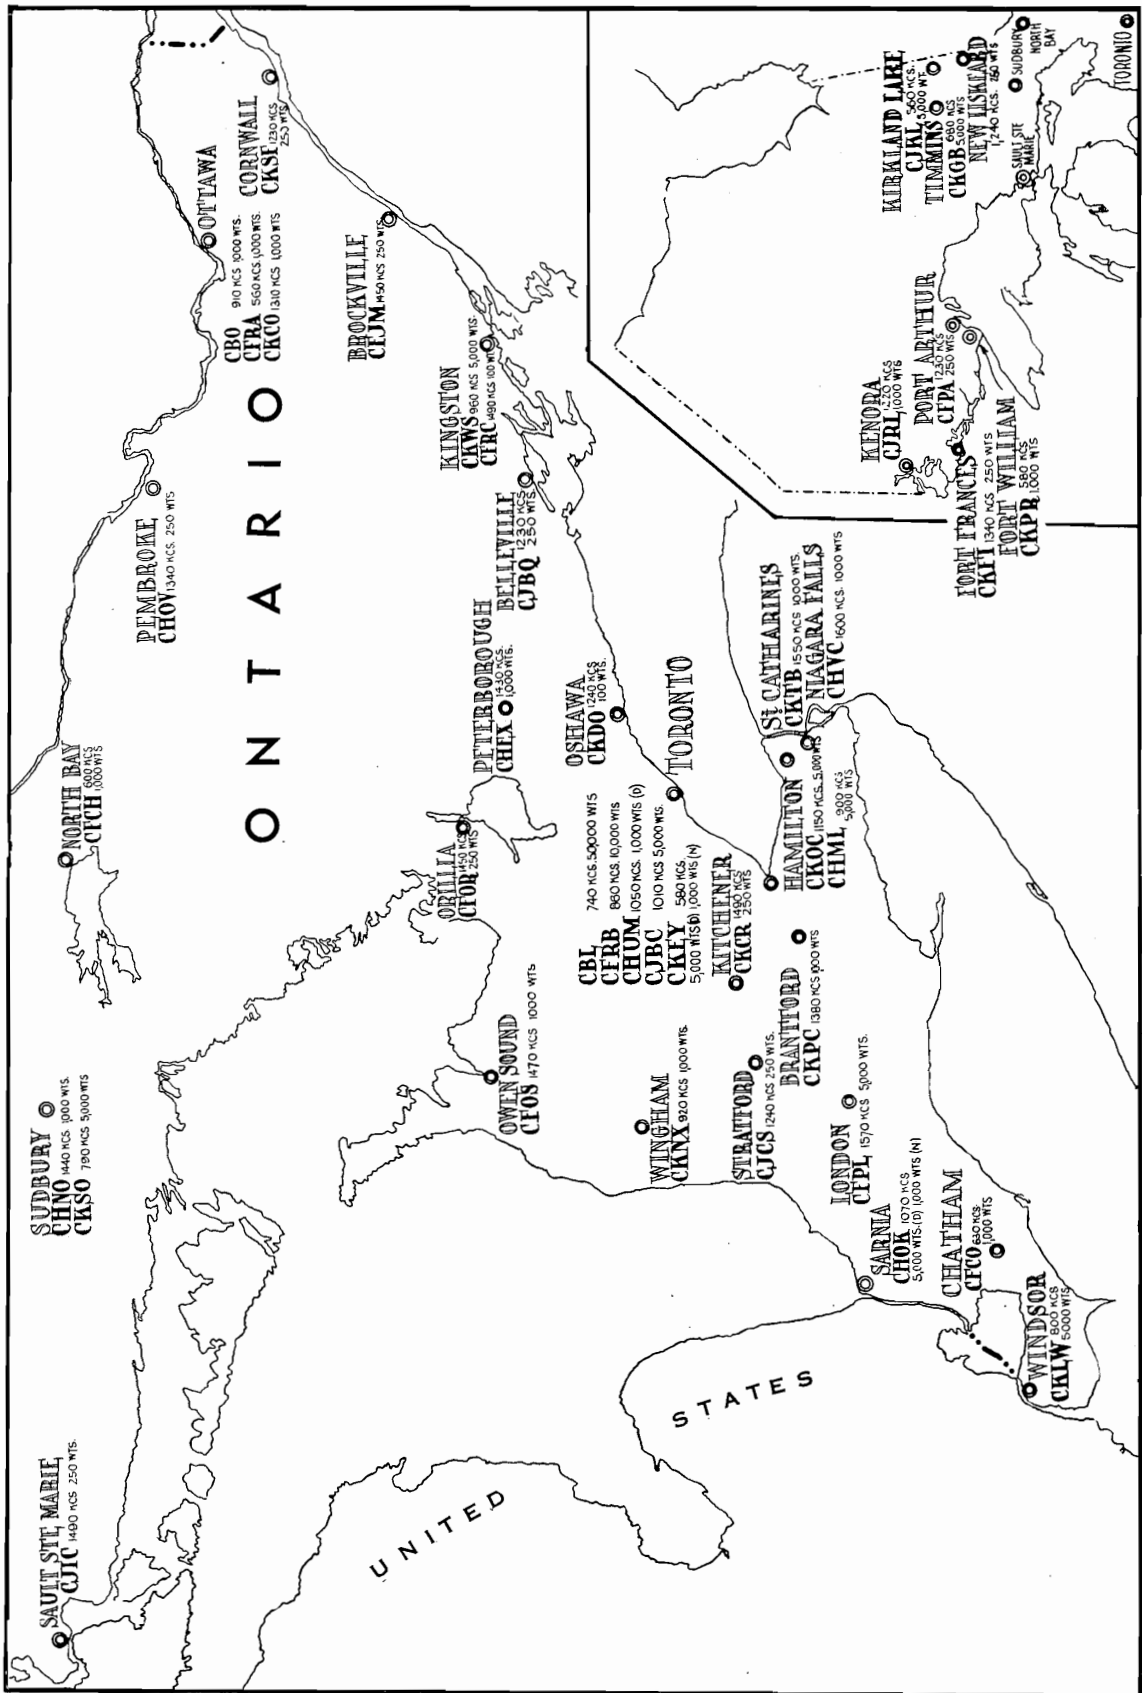 ONTARIO
SAULT STE. MARIE
CJIC 1490 KCS 250 WTS.
SUDBURY
CHNO 1440 KCS 1,000 WTS.
CKSO 790 KCS 5,000 WTS
NORTH BAY
CFCH 600 KCS
1,000 WTS
PEMBROKE
CHOV 1340 KCS. 250 WTS
OTTAWA
CBO 910 KCS 1,000 WTS.
CFRA 560 KCS. 1,000 WTS.
CKCO 1310 KCS 1,000 WTS
CORNWALL
CKSF 1230 KCS
250 WTS.
BROCKVILLE
CFJM 1450 KCS 250 WTS
KINGSTON
CKWS 960 KCS 5,000 WTS.
CFRC 1490 KCS 100 WTS
BELLEVILLE
CJBQ 1230 KCS
250 WTS.
PETERBOROUGH
CHEX 1430 KCS.
1,000 WTS.
ORILLIA
CFOR 1450 KCS
250 WTS
OWEN SOUND
CFOS 1470 KCS 1000 WTS
OSHAWA
CKDO 1240 KCS
100 WTS.
TORONTO
CBL 740 KCS. 50,000 WTS
CFRB 860 KCS. 10,000 WTS
CHUM 1050 KCS. 1,000 WTS (D)
CJBC 1010 KCS 5,000 WTS.
CKEY 580 KCS.
5,000 WTS (D) 1,000 WTS (N)
WINGHAM
CKNX 920 KCS 1,000 WTS.
KITCHENER
CKCR 1490 KCS
250 WTS
STRATFORD
CJCS 1240 KCS 250 WTS.
BRANTFORD
CKPC 1380 KCS 1000 WTS
HAMILTON
CKOC 1150 KCS. 5,000 WTS
CHML 900 KCS
5,000 WTS
St. CATHARINES
CKTB 1550 KCS 1000 WTS.
NIAGARA FALLS
CHVC 1600 KCS. 1000 WTS
LONDON
CFPL 1570 KCS 5,000 WTS.
SARNIA
CHOK 1070 KCS
5,000 WTS.(D) 1,000 WTS (N)
CHATHAM
CFCO 630 KCS.
1,000 WTS
WINDSOR
CKLW 800 KCS
5000 WTS
UNITED STATES
KENORA
CJRL 1220 KCS
1,000 WTS
PORT ARTHUR
CFPA 1230 KCS
250 WTS
FORT FRANCES
CKFI 1340 KCS 250 WTS
FORT WILLIAM
CKPR 580 KCS
1,000 WTS
KIRKLAND LAKE
CJKL 560 KCS.
5,000 WT.
TIMMINS
CKGB 680 KCS
5,000 WTS
NEW LISKEARD
1,240 KCS. 250 WTS
SAULT STE
MARIE
SUDBURY
NORTH
BAY
TORONTO